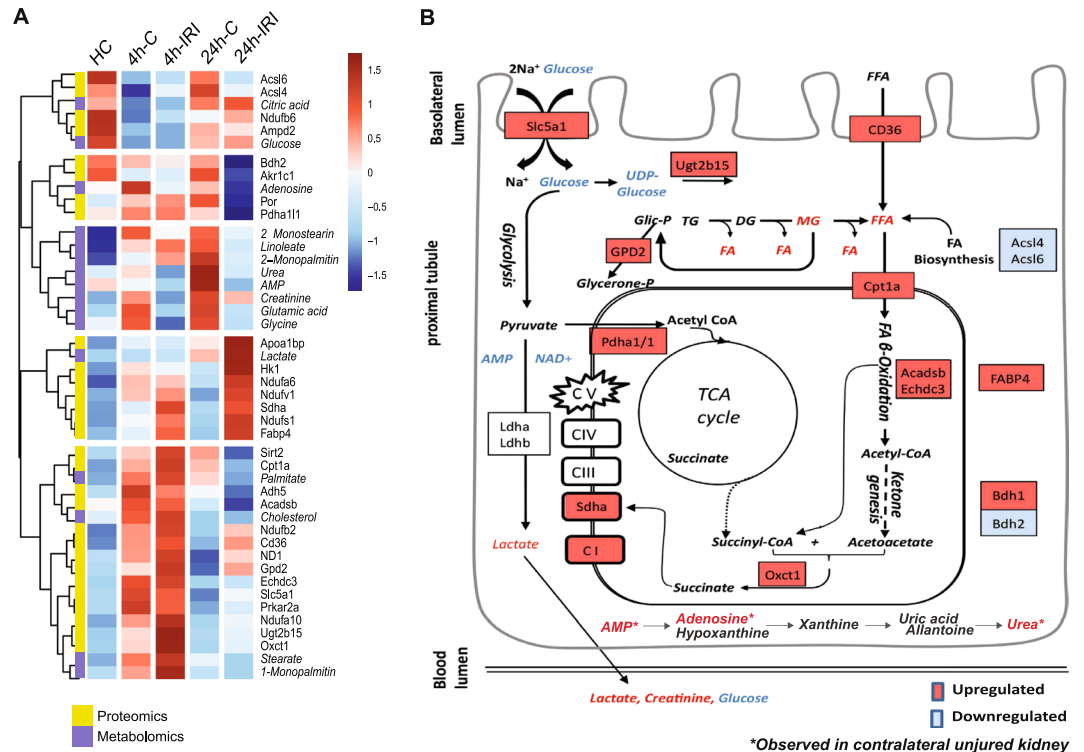 A
HC
4h-C
4h-IRI
24h-C
24h-IRI
Acsl6
Acsl4
Citric acid
Ndufb6
Ampd2
Glucose
Bdh2
Akr1c1
Adenosine
Por
Pdha1l1
2 Monostearin
Linoleate
2−Monopalmitin
Urea
AMP
Creatinine
Glutamic acid
Glycine
Apoa1bp
Lactate
Hk1
Ndufa6
Ndufv1
Sdha
Ndufs1
Fabp4
Sirt2
Cpt1a
Palmitate
Adh5
Acadsb
Cholesterol
Ndufb2
Cd36
ND1
Gpd2
Echdc3
Slc5a1
Prkar2a
Ndufa10
Ugt2b15
Oxct1
Stearate
1-Monopalmitin
1.5
1
0.5
0
−0.5
−1
−1.5
Proteomics
Metabolomics
B
Basolateral
lumen
proximal tubule
Blood
lumen
2Na⁺ Glucose
Slc5a1
Na⁺ Glucose
UDP-
Glucose
Ugt2b15
FFA
CD36
Glic-P TG DG MG FFA
FA FA FA
GPD2
Glycerone-P
FA
Biosynthesis
Acsl4
Acsl6
Cpt1a
Glycolysis
Pyruvate
Acetyl CoA
Pdha1/1
AMP NAD+
TCA
cycle
Succinate
C V
CIV
CIII
Sdha
C I
Ldha
Ldhb
Lactate
FA β-Oxidation
Acadsb
Echdc3
FABP4
Acetyl-CoA
Ketone
genesis
Bdh1
Bdh2
Succinyl-CoA + Acetoacetate
Oxct1
Succinate
AMP* Adenosine*
Hypoxanthine
Xanthine
Uric acid
Allantoine
Urea*
Lactate, Creatinine, Glucose
Upregulated
Downregulated
*Observed in contralateral unjured kidney